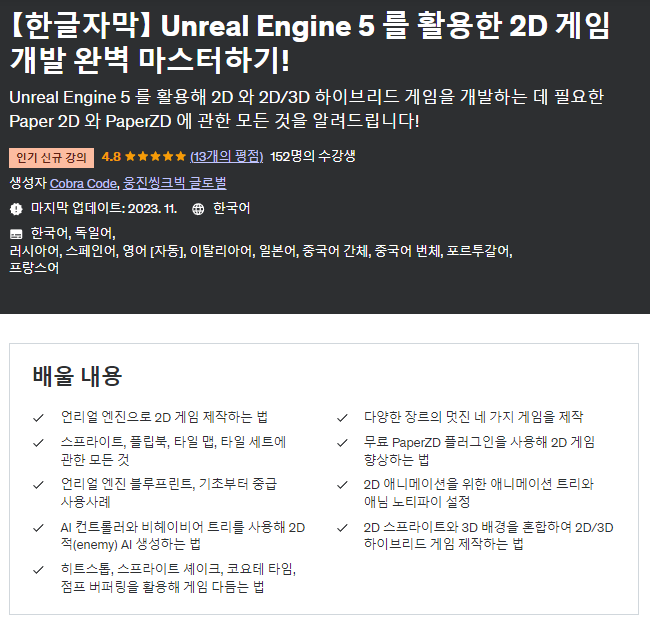 【한글자막】 Unreal Engine 5 를 활용한 2D 게임
개발 완벽 마스터하기!
Unreal Engine 5 를 활용해 2D 와 2D/3D 하이브리드 게임을 개발하는 데 필요한
Paper 2D 와 PaperZD 에 관한 모든 것을 알려드립니다!
인기 신규 강의 4.8 ★★★★★ (13개의 평점) 152명의 수강생
생성자 Cobra Code, 웅진씽크빅 글로벌
마지막 업데이트: 2023. 11. 한국어
한국어, 독일어,
러시아어, 스페인어, 영어 [자동], 이탈리아어, 일본어, 중국어 간체, 중국어 번체, 포르투갈어,
프랑스어
배울 내용
언리얼 엔진으로 2D 게임 제작하는 법
다양한 장르의 멋진 네 가지 게임을 제작
스프라이트, 플립북, 타일 맵, 타일 세트에
관한 모든 것
무료 PaperZD 플러그인을 사용해 2D 게임
향상하는 법
언리얼 엔진 블루프린트, 기초부터 중급
사용사례
2D 애니메이션을 위한 애니메이션 트리와
애님 노티파이 설정
AI 컨트롤러와 비헤이비어 트리를 사용해 2D
적(enemy) AI 생성하는 법
2D 스프라이트와 3D 배경을 혼합하여 2D/3D
하이브리드 게임 제작하는 법
히트스톱, 스프라이트 셰이크, 코요테 타임,
점프 버퍼링을 활용해 게임 다듬는 법